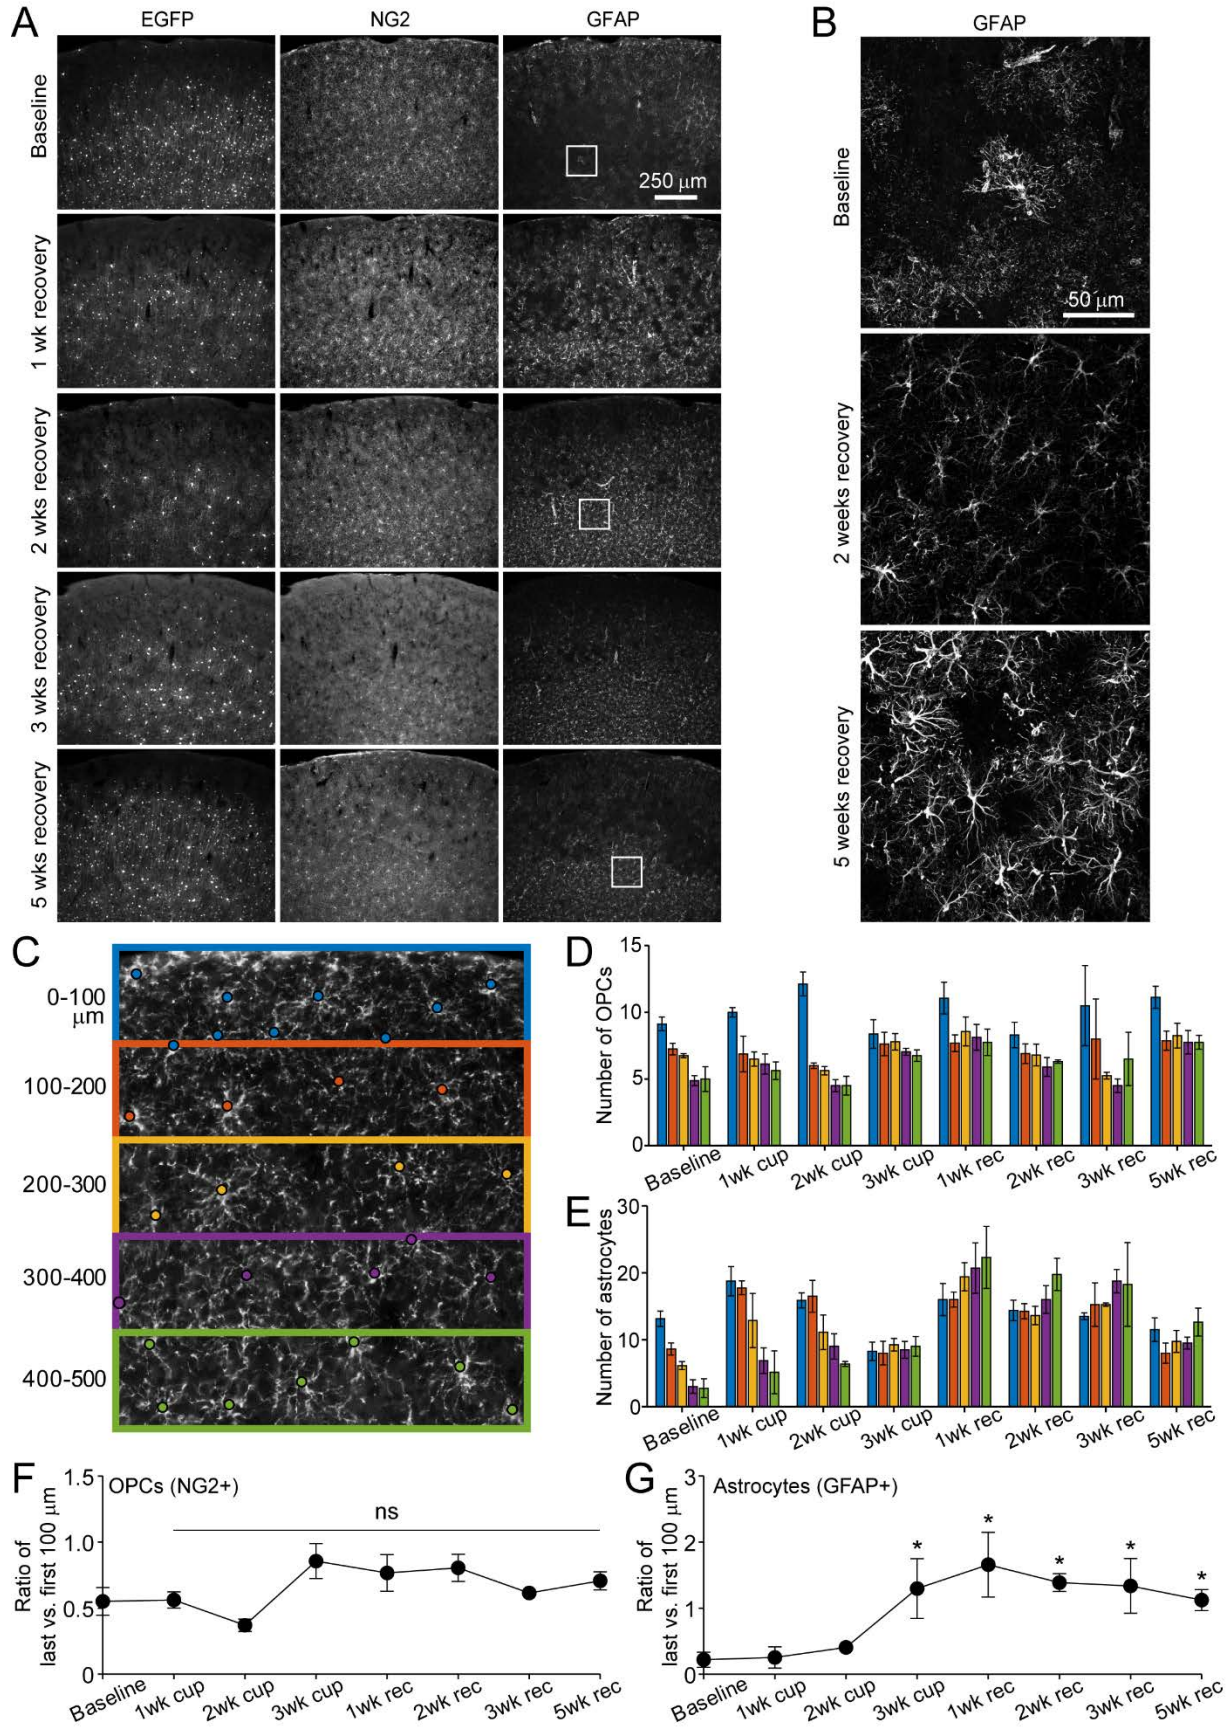 A
EGFP
NG2
GFAP
Baseline
250 μm
1 wk recovery
2 wks recovery
3 wks recovery
5 wks recovery
B
GFAP
Baseline
50 μm
2 weeks recovery
5 weeks recovery
C
0-100
μm
100-200
200-300
300-400
400-500
D
Number of OPCs
15
10
5
0
Baseline
1wk cup
2wk cup
3wk cup
1wk rec
2wk rec
3wk rec
5wk rec
E
Number of astrocytes
30
20
10
0
Baseline
1wk cup
2wk cup
3wk cup
1wk rec
2wk rec
3wk rec
5wk rec
F
OPCs (NG2+)
Ratio of
last vs. first 100 μm
1.5
1.0
0.5
0
ns
Baseline
1wk cup
2wk cup
3wk cup
1wk rec
2wk rec
3wk rec
5wk rec
G
Astrocytes (GFAP+)
Ratio of
last vs. first 100 μm
3
2
1
0
* * * * *
Baseline
1wk cup
2wk cup
3wk cup
1wk rec
2wk rec
3wk rec
5wk rec